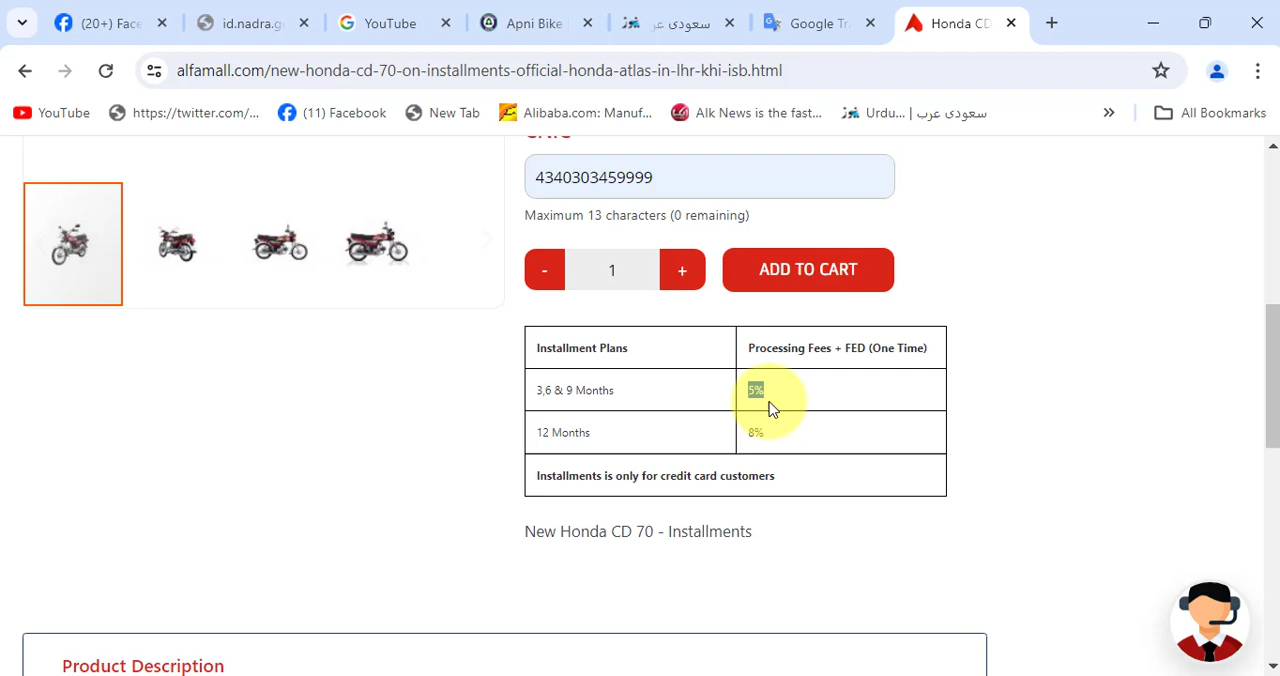 (20+) Face
id.nadra.g
YouTube
Apni Bike
سعودی عر
نیوز
Google Tr
Honda CD
alfamall.com/new-honda-cd-70-on-installments-official-honda-atlas-in-lhr-khi-isb.html
YouTube
https://twitter.com/...
(11) Facebook
New Tab
Alibaba.com: Manuf...
Alk News is the fast...
سعودی عرب | Urdu...
»
All Bookmarks
4340303459999
Maximum 13 characters (0 remaining)
- 1 +
ADD TO CART
Installment Plans
Processing Fees + FED (One Time)
3,6 & 9 Months
5%
12 Months
8%
Installments is only for credit card customers
New Honda CD 70 - Installments
Product Description